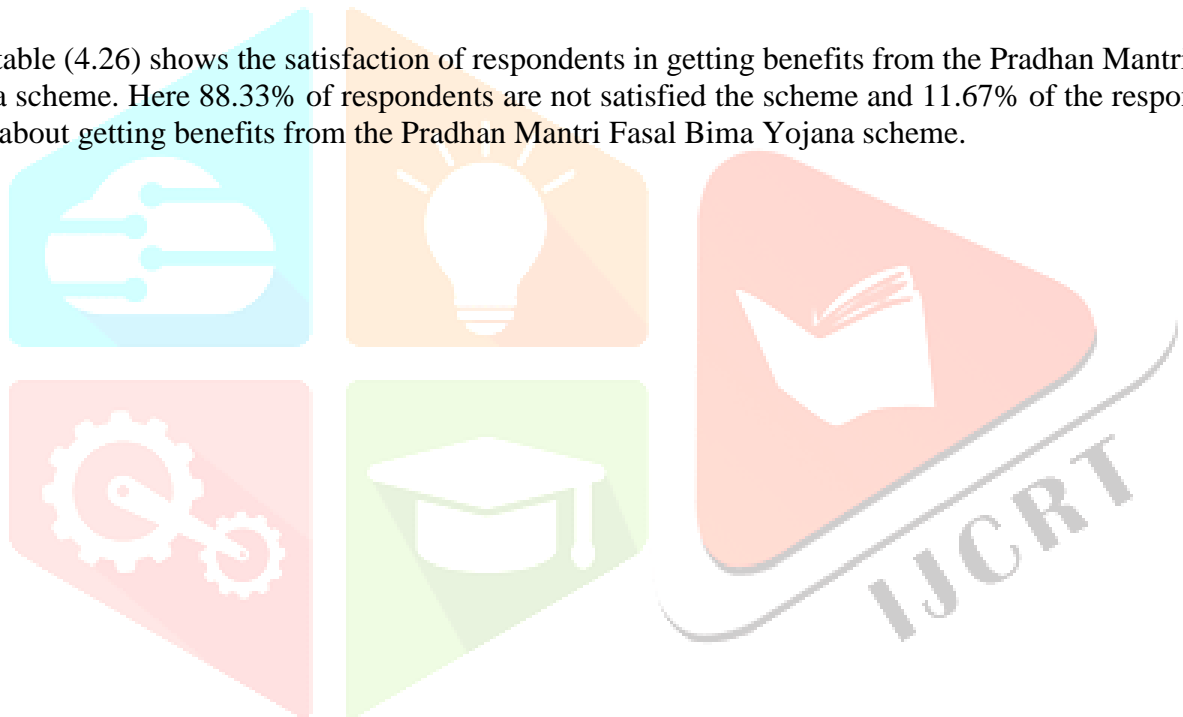 table (4.26) shows the satisfaction of respondents in getting benefits from the Pradhan Mantri
a scheme. Here 88.33% of respondents are not satisfied the scheme and 11.67% of the respon
about getting benefits from the Pradhan Mantri Fasal Bima Yojana scheme.
IJCRT